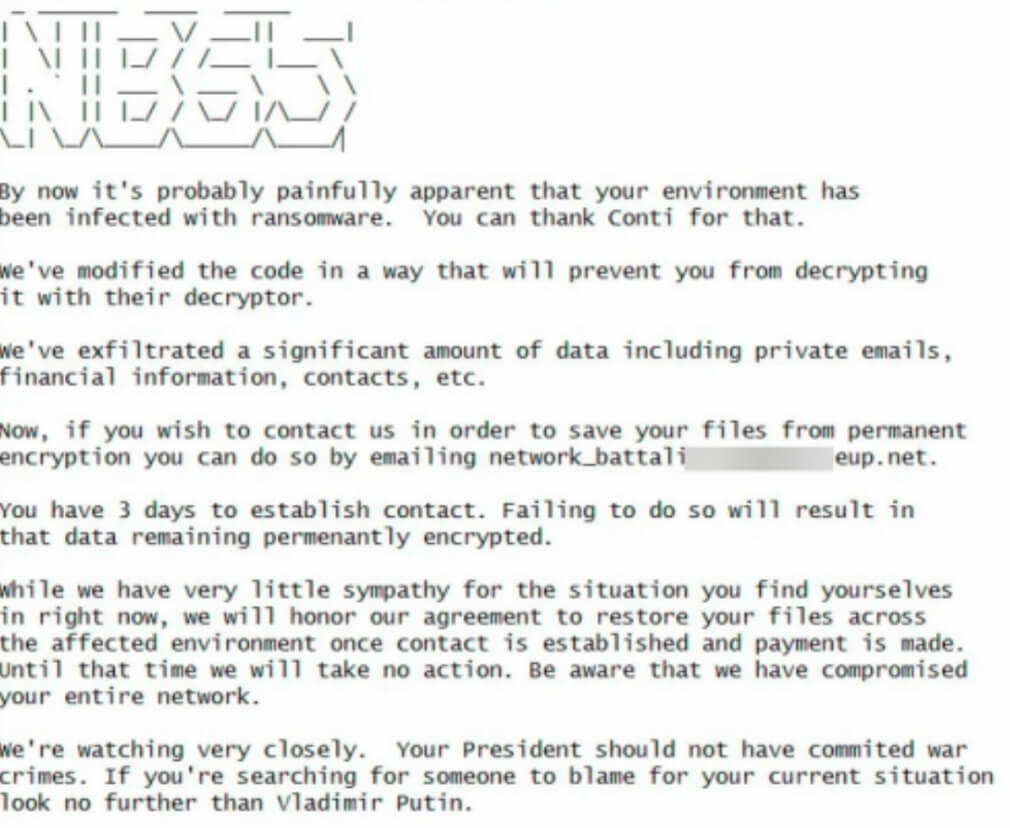 NB65
By now it's probably painfully apparent that your environment has
been infected with ransomware.  You can thank Conti for that.
We've modified the code in a way that will prevent you from decrypting
it with their decryptor.
We've exfiltrated a significant amount of data including private emails,
financial information, contacts, etc.
Now, if you wish to contact us in order to save your files from permanent
encryption you can do so by emailing network_battali eup.net.
You have 3 days to establish contact. Failing to do so will result in
that data remaining permenantly encrypted.
While we have very little sympathy for the situation you find yourselves
in right now, we will honor our agreement to restore your files across
the affected environment once contact is established and payment is made.
Until that time we will take no action. Be aware that we have compromised
your entire network.
We're watching very closely.  Your President should not have commited war
crimes. If you're searching for someone to blame for your current situation
look no further than Vladimir Putin.